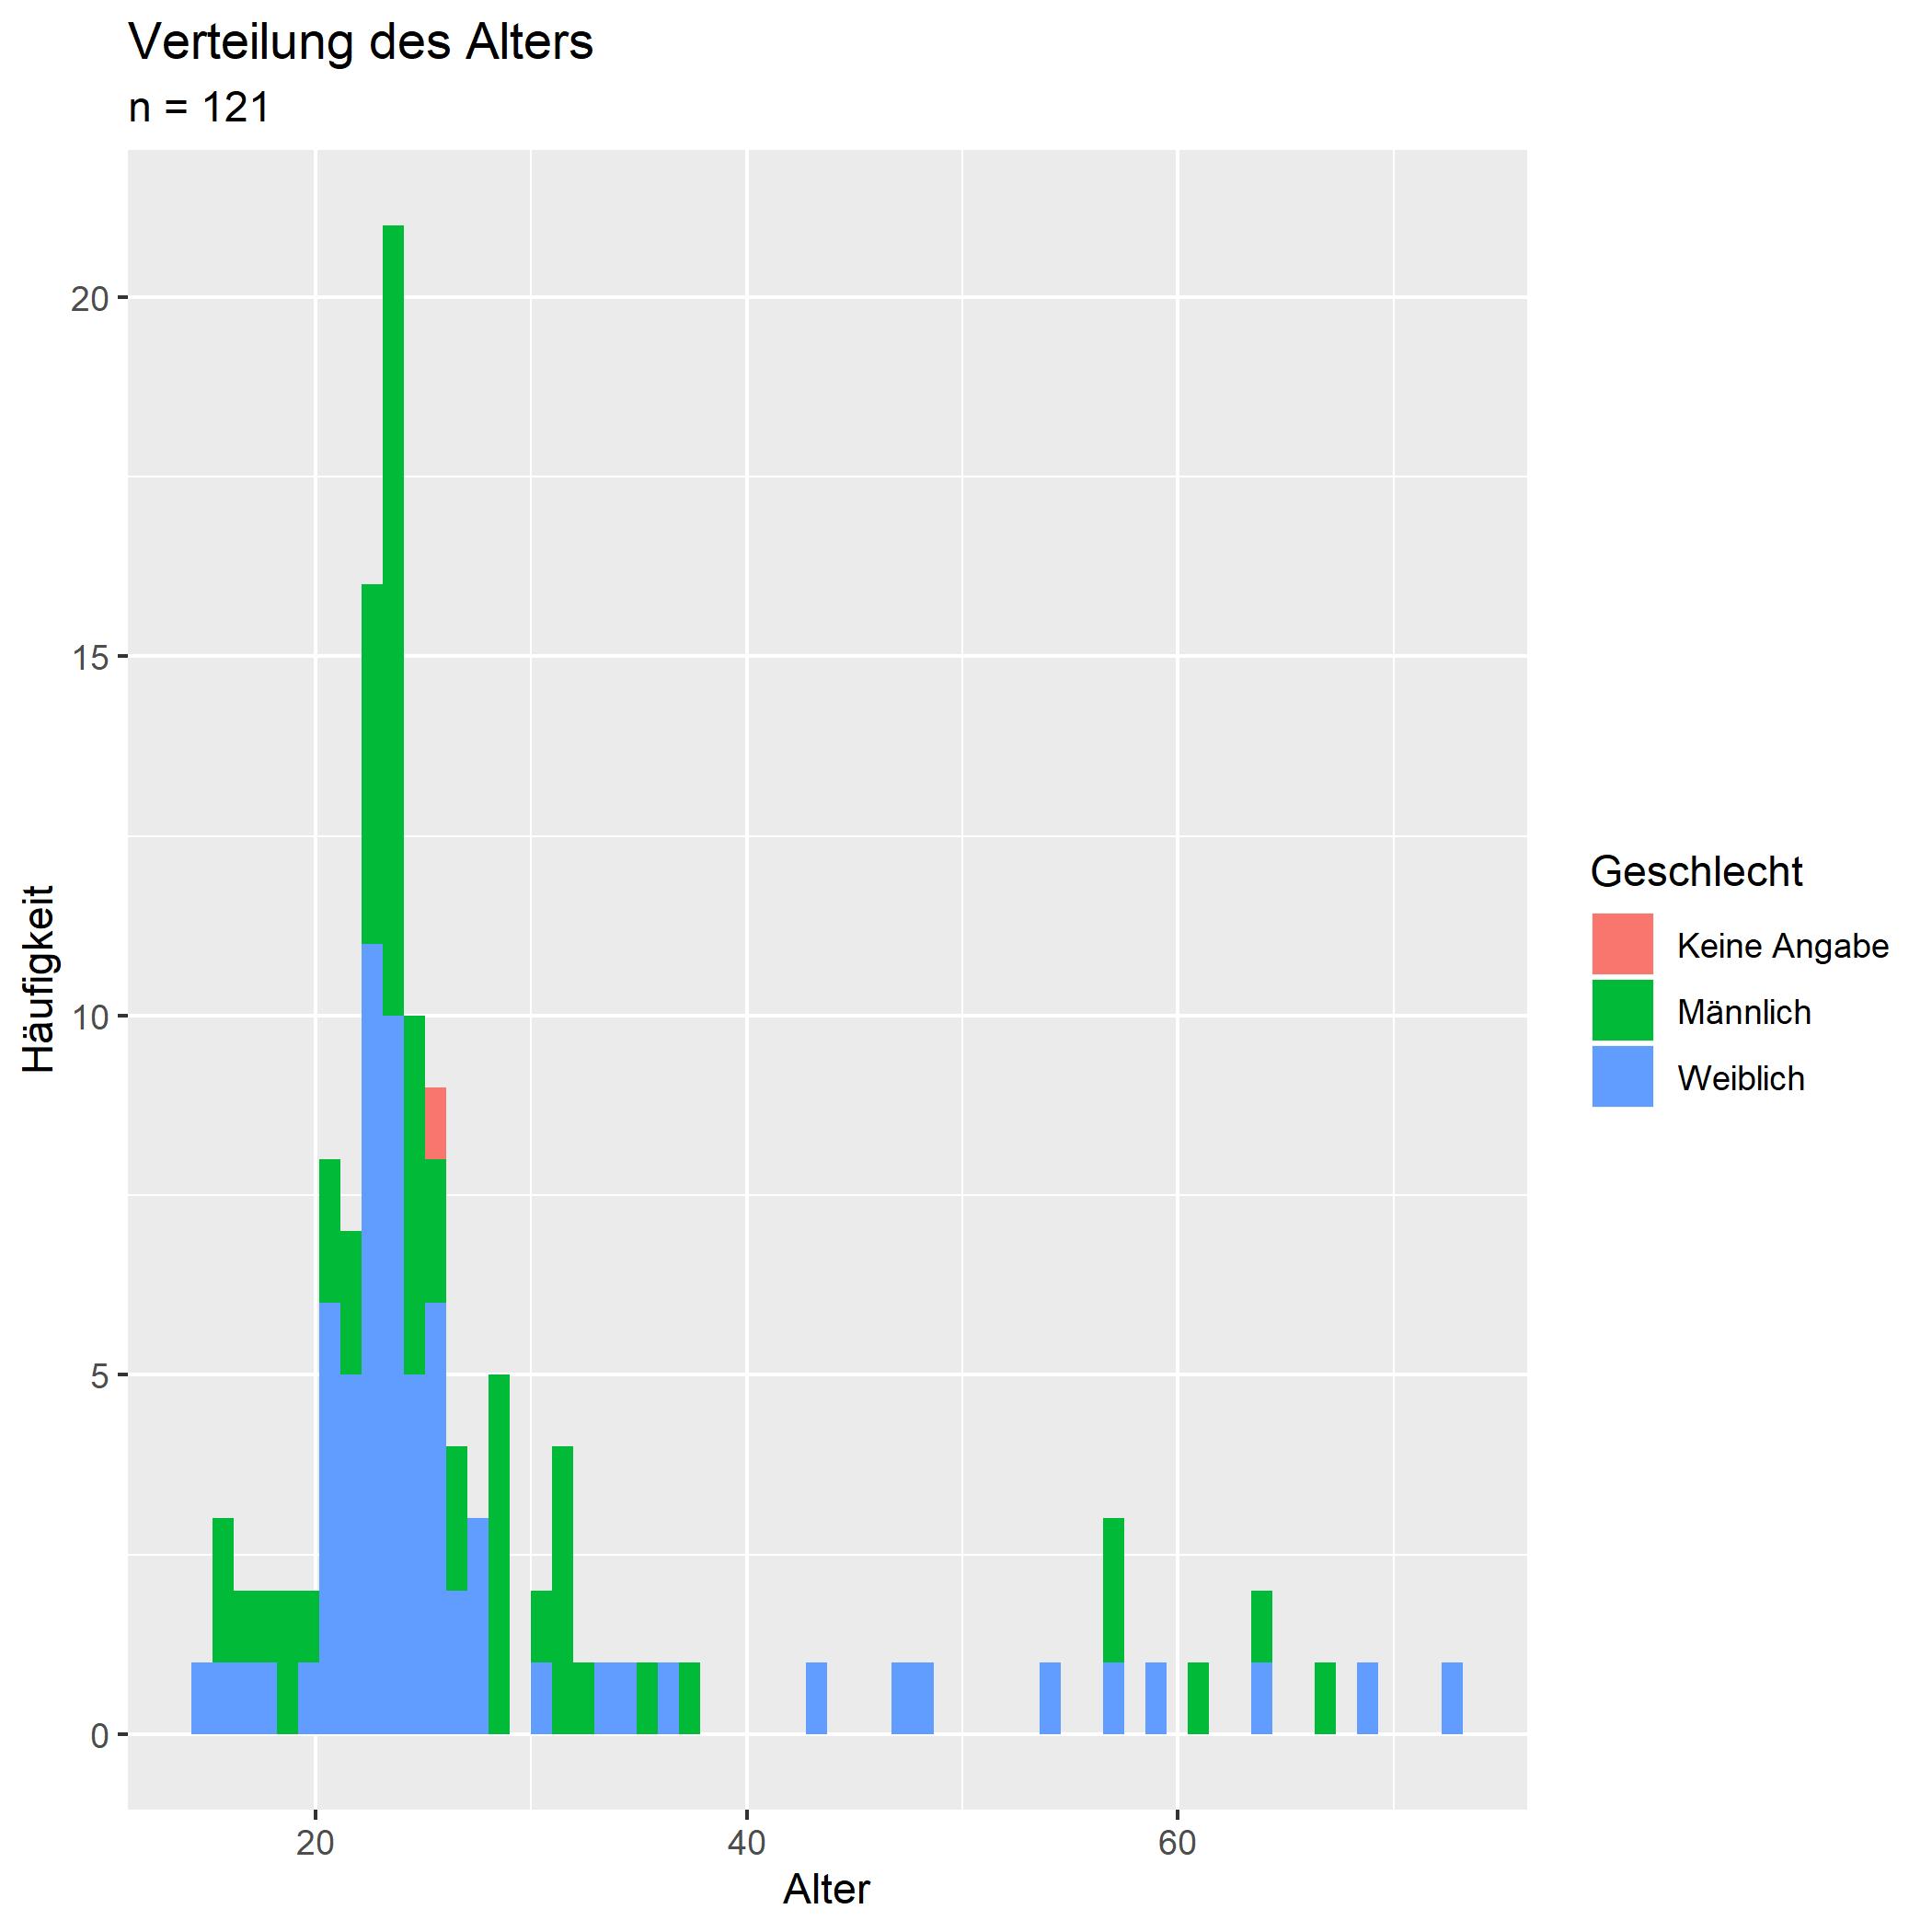 Verteilung des Alters
n = 121
20
15
10
5
0
Häufigkeit
20 40 60
Alter
Geschlecht
Keine Angabe
Männlich
Weiblich